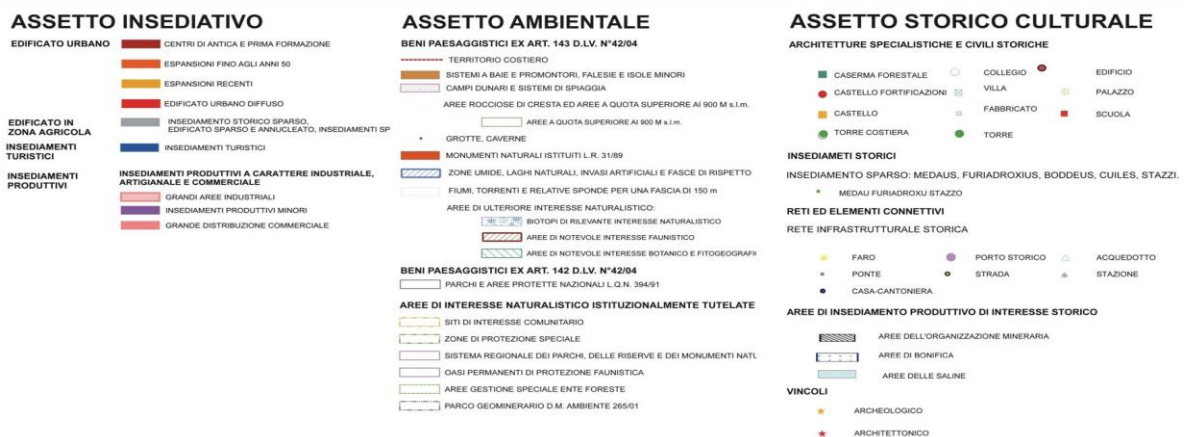 ASSETTO INSEDIATIVO
EDIFICATO URBANO
CENTRI DI ANTICA E PRIMA FORMAZIONE
ESPANSIONI FINO AGLI ANNI 50
ESPANSIONI RECENTI
EDIFICATO URBANO DIFFUSO
EDIFICATO IN
ZONA AGRICOLA
INSEDIAMENTO STORICO SPARSO,
EDIFICATO SPARSO E ANNUCLEATO, INSEDIAMENTI SP
INSEDIAMENTI
TURISTICI
INSEDIAMENTI TURISTICI
INSEDIAMENTI
PRODUTTIVI
INSEDIAMENTI PRODUTTIVI A CARATTERE INDUSTRIALE,
ARTIGIANALE E COMMERCIALE
GRANDI AREE INDUSTRIALI
INSEDIAMENTI PRODUTTIVI MINORI
GRANDE DISTRIBUZIONE COMMERCIALE
ASSETTO AMBIENTALE
BENI PAESAGGISTICI EX ART. 143 D.LV. N°42/04
TERRITORIO COSTIERO
SISTEMI A BAIE E PROMONTORI, FALESIE E ISOLE MINORI
CAMPI DUNARI E SISTEMI DI SPIAGGIA
AREE ROCCIOSE DI CRESTA ED AREE A QUOTA SUPERIORE AI 900 M s.l.m.
AREE A QUOTA SUPERIORE AI 900 M s.l.m.
GROTTE, CAVERNE
MONUMENTI NATURALI ISTITUITI L.R. 31/89
ZONE UMIDE, LAGHI NATURALI, INVASI ARTIFICIALI E FASCE DI RISPETTO
FIUMI, TORRENTI E RELATIVE SPONDE PER UNA FASCIA DI 150 m
AREE DI ULTERIORE INTERESSE NATURALISTICO:
BIOTOPI DI RILEVANTE INTERESSE NATURALISTICO
AREE DI NOTEVOLE INTERESSE FAUNISTICO
AREE DI NOTEVOLE INTERESSE BOTANICO E FITOGEOGRAFI
BENI PAESAGGISTICI EX ART. 142 D.LV. N°42/04
PARCHI E AREE PROTETTE NAZIONALI L.Q.N. 394/91
AREE DI INTERESSE NATURALISTICO ISTITUZIONALMENTE TUTELATE
SITI DI INTERESSE COMUNITARIO
ZONE DI PROTEZIONE SPECIALE
SISTEMA REGIONALE DEI PARCHI, DELLE RISERVE E DEI MONUMENTI NATU
OASI PERMANENTI DI PROTEZIONE FAUNISTICA
AREE GESTIONE SPECIALE ENTE FORESTE
PARCO GEOMINERARIO D.M. AMBIENTE 265/01
ASSETTO STORICO CULTURALE
ARCHITETTURE SPECIALISTICHE E CIVILI STORICHE
CASERMA FORESTALE COLLEGIO EDIFICIO
CASTELLO FORTIFICAZIONI VILLA PALAZZO
CASTELLO FABBRICATO SCUOLA
TORRE COSTIERA TORRE
INSEDIAMETI STORICI
INSEDIAMENTO SPARSO: MEDAUS, FURIADROXIUS, BODDEUS, CUILES, STAZZI.
MEDAU FURIADROXU STAZZO
RETI ED ELEMENTI CONNETTIVI
RETE INFRASTRUTTURALE STORICA
FARO PORTO STORICO ACQUEDOTTO
PONTE STRADA STAZIONE
CASA-CANTONIERA
AREE DI INSEDIAMENTO PRODUTTIVO DI INTERESSE STORICO
AREE DELL'ORGANIZZAZIONE MINERARIA
AREE DI BONIFICA
AREE DELLE SALINE
VINCOLI
ARCHEOLOGICO
ARCHITETTONICO